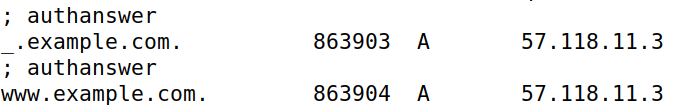 ; authanswer
_.example.com. 863903 A 57.118.11.3
; authanswer
www.example.com. 863904 A 57.118.11.3